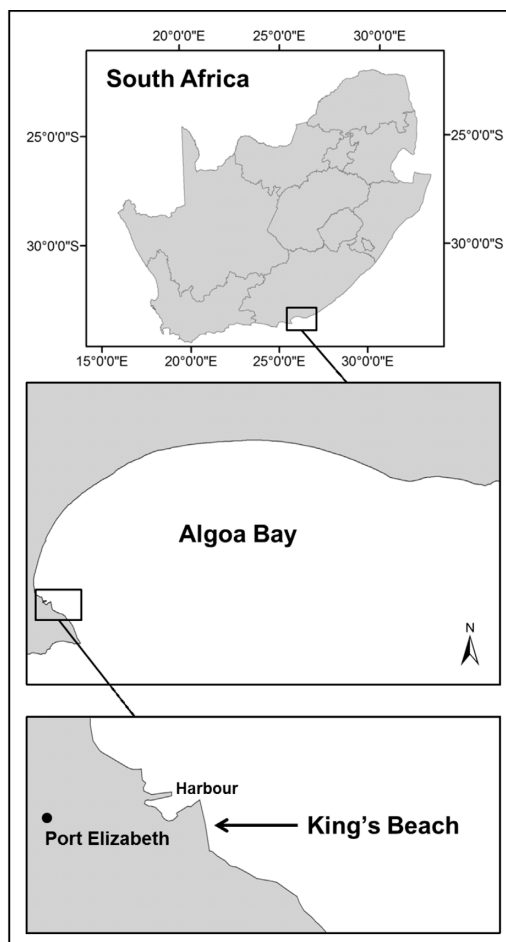 20°0'0"E 25°0'0"E 30°0'0"E
South Africa
25°0'0"S 25°0'0"S
30°0'0"S 30°0'0"S
15°0'0"E 20°0'0"E 25°0'0"E 30°0'0"E
Algoa Bay
N
Harbour
King's Beach
Port Elizabeth